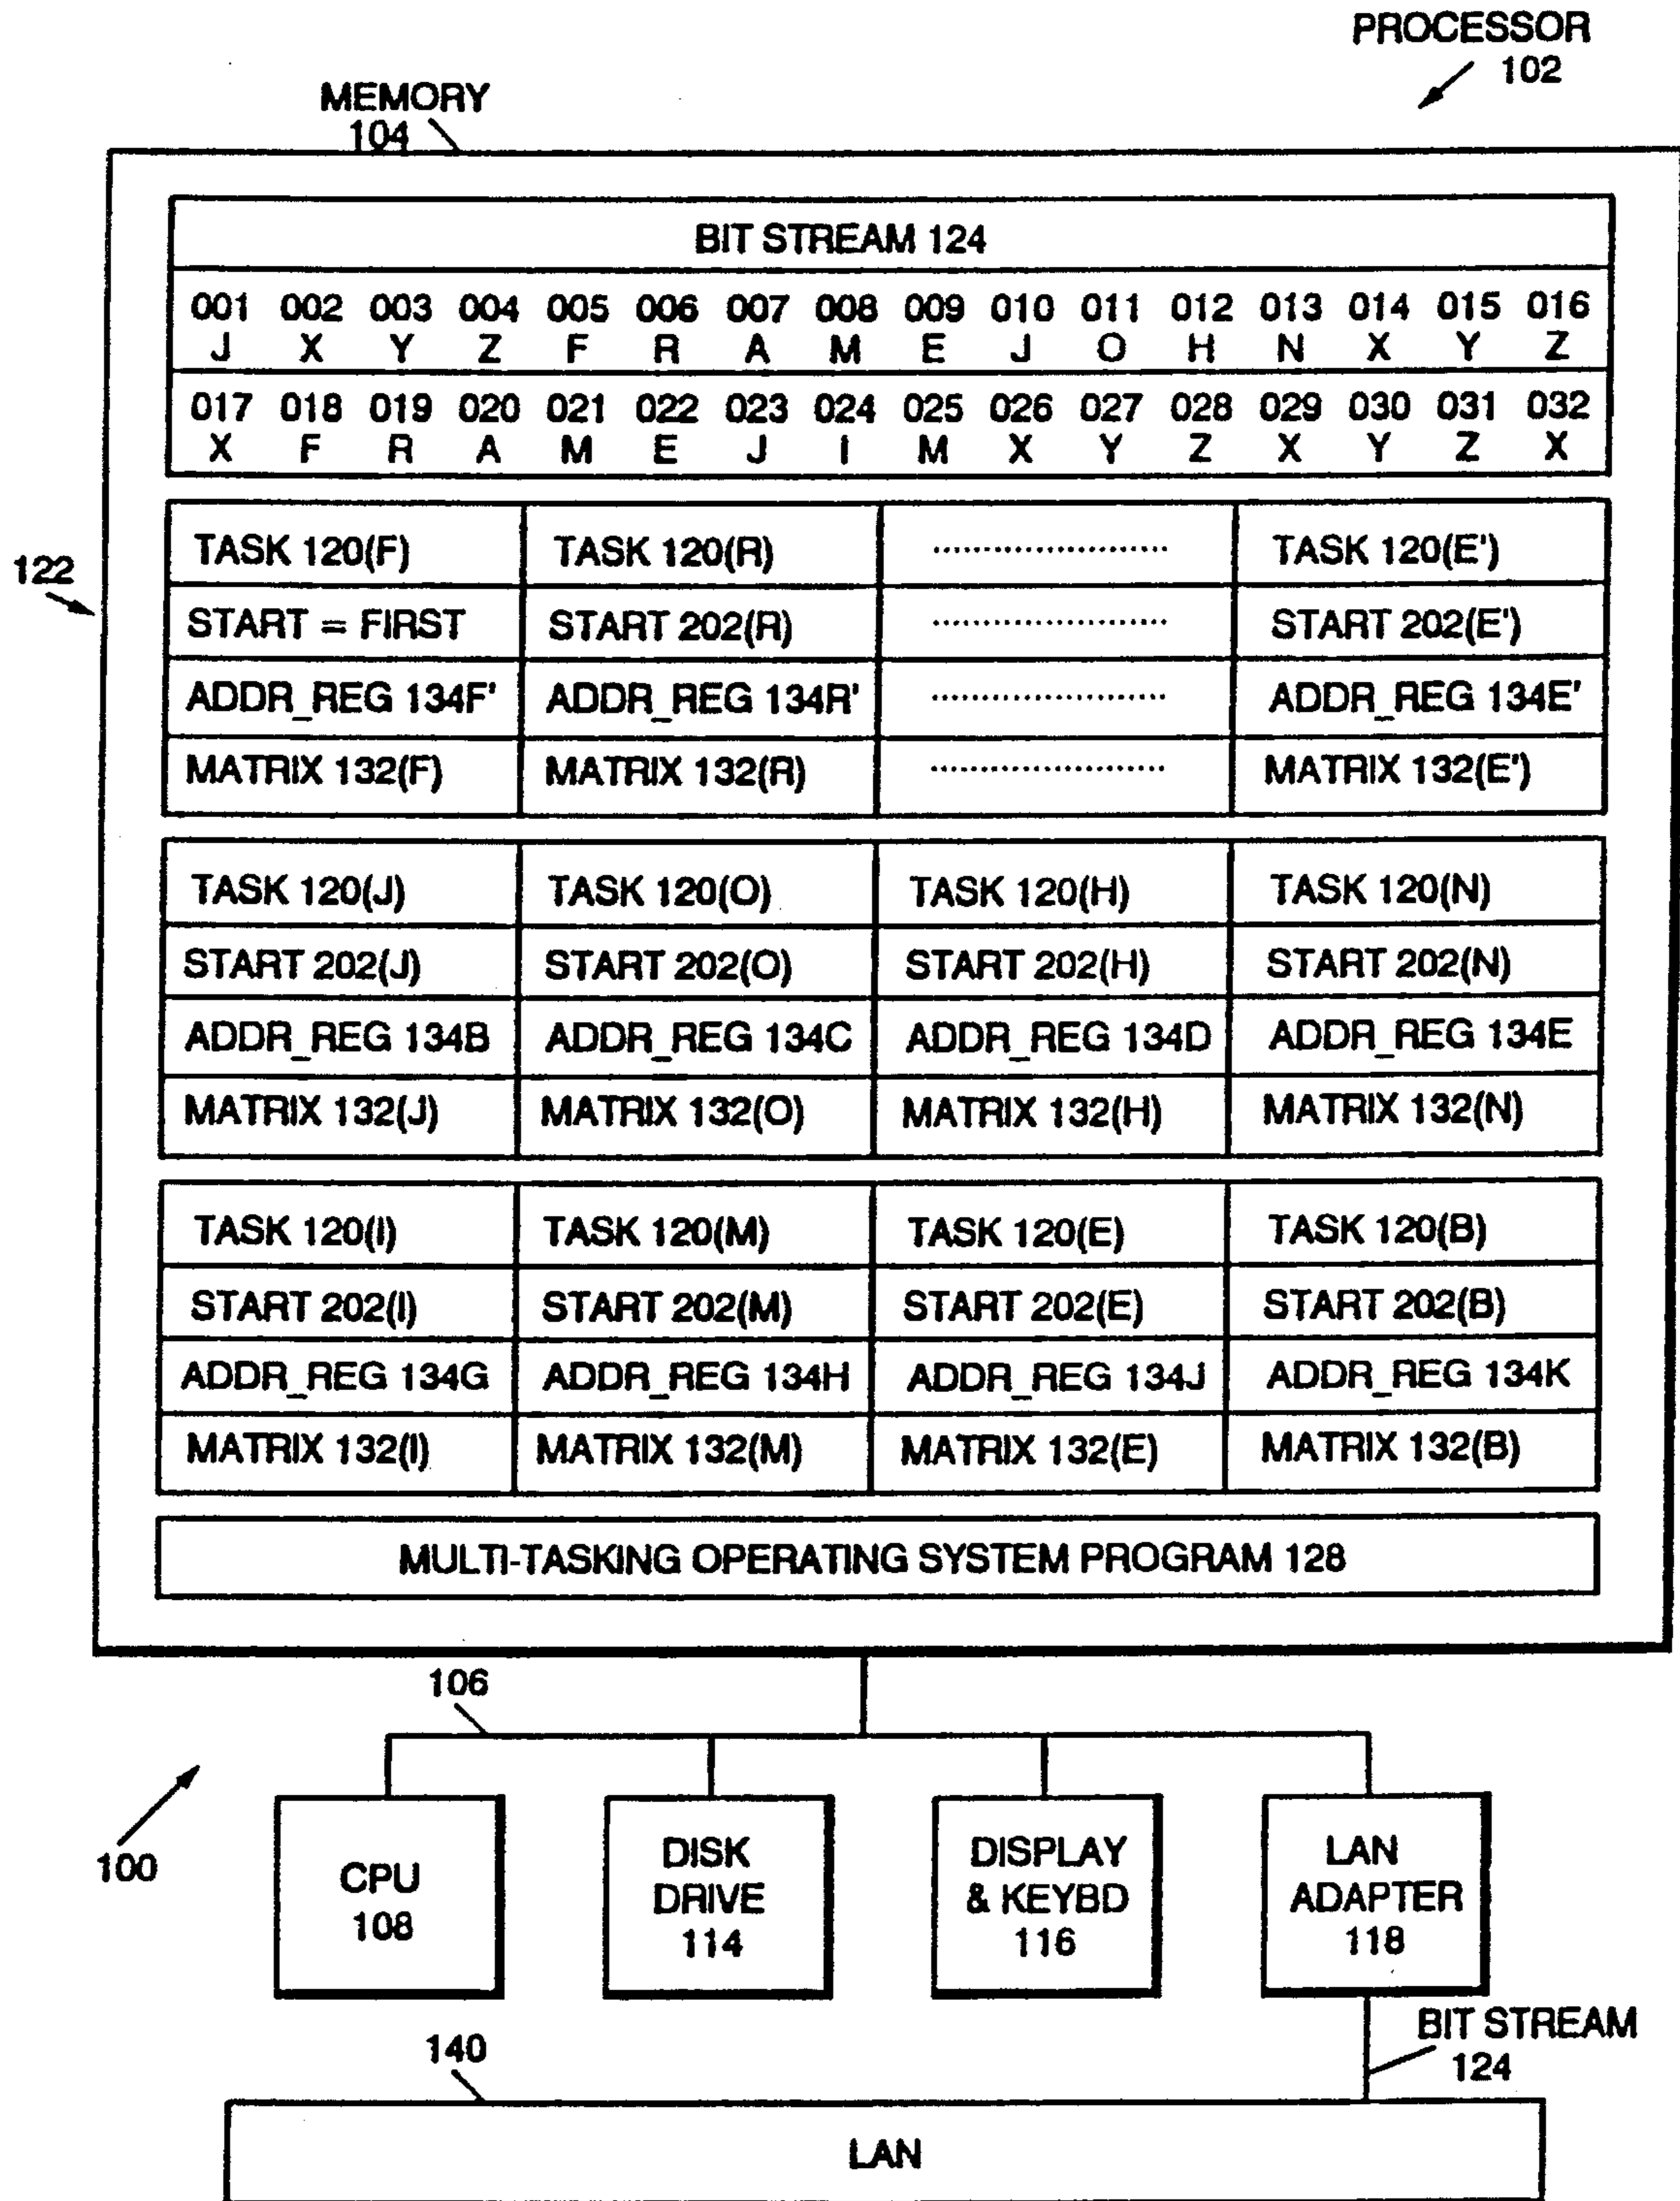 PROCESSOR
102
MEMORY
104
BIT STREAM 124
001 002 003 004 005 006 007 008 009 010 011 012 013 014 015 016
J X Y Z F R A M E J O H N X Y Z
017 018 019 020 021 022 023 024 025 026 027 028 029 030 031 032
X F R A M E J I M X Y Z X Y Z X
122
TASK 120(F) TASK 120(R) ...................... TASK 120(E')
START = FIRST START 202(R) ...................... START 202(E')
ADDR_REG 134F' ADDR_REG 134R' ...................... ADDR_REG 134E'
MATRIX 132(F) MATRIX 132(R) ...................... MATRIX 132(E')
TASK 120(J) TASK 120(O) TASK 120(H) TASK 120(N)
START 202(J) START 202(O) START 202(H) START 202(N)
ADDR_REG 134B ADDR_REG 134C ADDR_REG 134D ADDR_REG 134E
MATRIX 132(J) MATRIX 132(O) MATRIX 132(H) MATRIX 132(N)
TASK 120(I) TASK 120(M) TASK 120(E) TASK 120(B)
START 202(I) START 202(M) START 202(E) START 202(B)
ADDR_REG 134G ADDR_REG 134H ADDR_REG 134J ADDR_REG 134K
MATRIX 132(I) MATRIX 132(M) MATRIX 132(E) MATRIX 132(B)
MULTI-TASKING OPERATING SYSTEM PROGRAM 128
106
100
CPU
108
DISK
DRIVE
114
DISPLAY
& KEYBD
116
LAN
ADAPTER
118
BIT STREAM
124
140
LAN